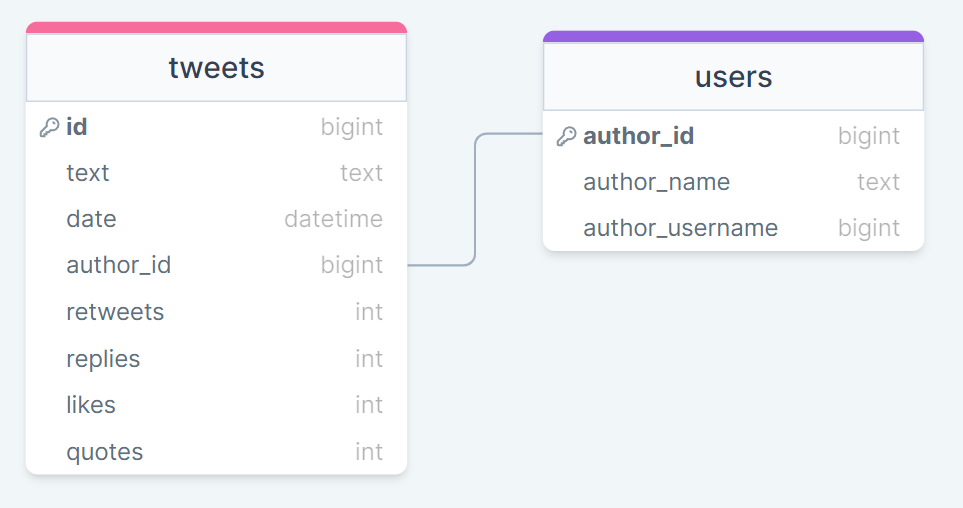 tweets
id bigint
text text
date datetime
author_id bigint
retweets int
replies int
likes int
quotes int
users
author_id bigint
author_name text
author_username bigint